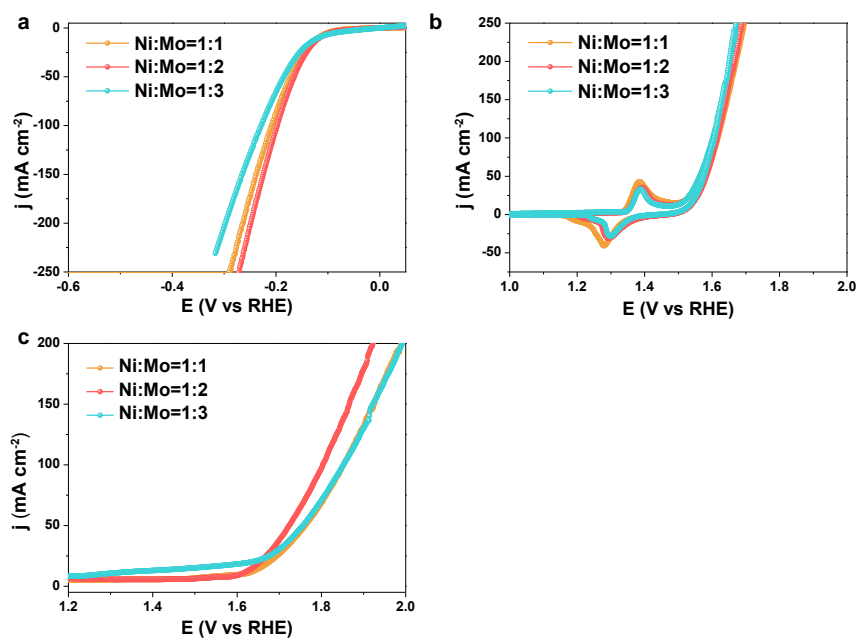 a
0
-50
-100
-150
-200
-250
j (mA cm-2)
Ni:Mo=1:1
Ni:Mo=1:2
Ni:Mo=1:3
-0.6 -0.4 -0.2 0.0
E (V vs RHE)
b
250
200
150
100
50
0
-50
j (mA cm-2)
Ni:Mo=1:1
Ni:Mo=1:2
Ni:Mo=1:3
1.0 1.2 1.4 1.6 1.8 2.0
E (V vs RHE)
c
200
150
100
50
0
j (mA cm-2)
Ni:Mo=1:1
Ni:Mo=1:2
Ni:Mo=1:3
1.2 1.4 1.6 1.8 2.0
E (V vs RHE)